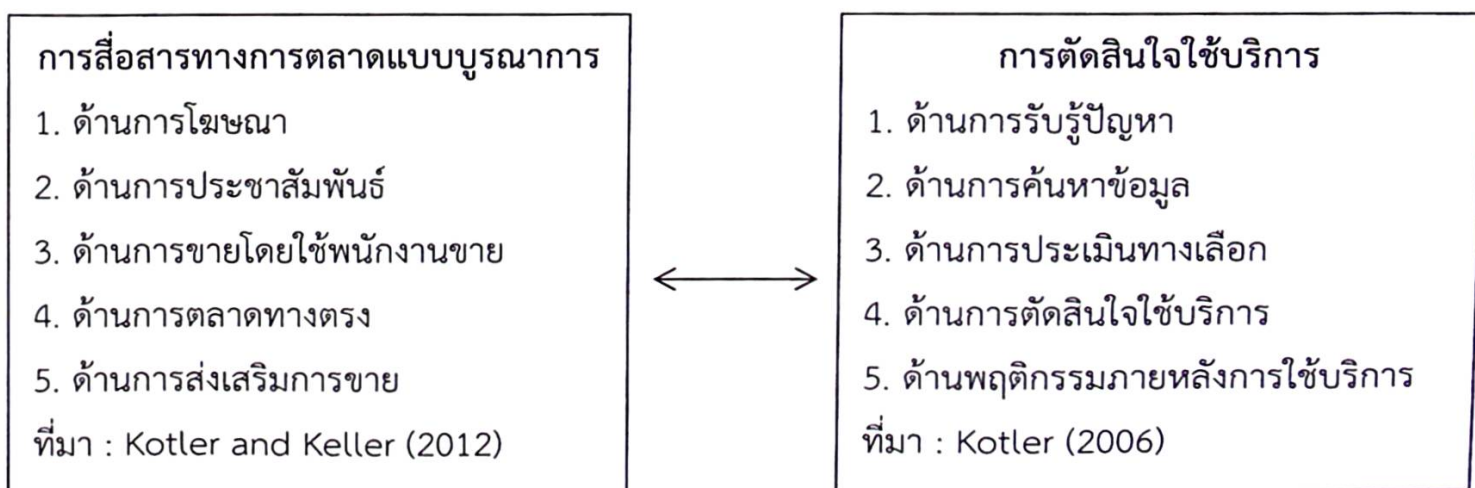 การสื่อสารทางการตลาดแบบบูรณาการ
1. ด้านการโฆษณา
2. ด้านการประชาสัมพันธ์
3. ด้านการขายโดยใช้พนักงานขาย
4. ด้านการตลาดทางตรง
5. ด้านการส่งเสริมการขาย
ที่มา : Kotler and Keller (2012)
การตัดสินใจใช้บริการ
1. ด้านการรับรู้ปัญหา
2. ด้านการค้นหาข้อมูล
3. ด้านการประเมินทางเลือก
4. ด้านการตัดสินใจใช้บริการ
5. ด้านพฤติกรรมภายหลังการใช้บริการ
ที่มา : Kotler (2006)